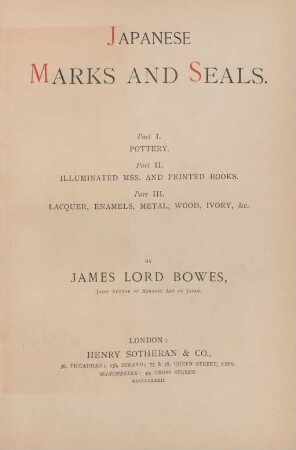 JAPANESE
MARKS AND SEALS.
Part I.
POTTERY.
Part II.
ILLUMINATED MSS. AND PRINTED BOOKS.
Part III.
LACQUER, ENAMELS, METAL, WOOD, IVORY, &c.
BY
JAMES LORD BOWES,
JOINT AUTHOR OF KERAMIC ART OF JAPAN.
LONDON:
HENRY SOTHERAN & CO.,
36, PICCADILLY; 136, STRAND; 77 & 78, QUEEN STREET, CITY.
MANCHESTER: 49, CROSS STREET.
MDCCCLXXXII.